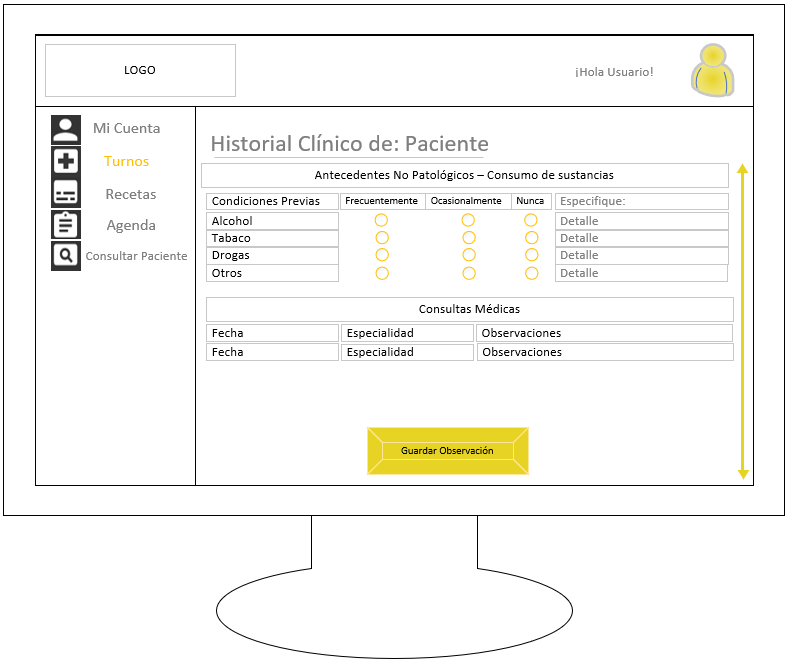 LOGO
¡Hola Usuario!
Mi Cuenta
Turnos
Recetas
Agenda
Consultar Paciente
Historial Clínico de: Paciente
Antecedentes No Patológicos – Consumo de sustancias
Condiciones Previas Frecuentemente Ocasionalmente Nunca Especifique:
Alcohol Detalle
Tabaco Detalle
Drogas Detalle
Otros Detalle
Consultas Médicas
Fecha Especialidad Observaciones
Fecha Especialidad Observaciones
Guardar Observación